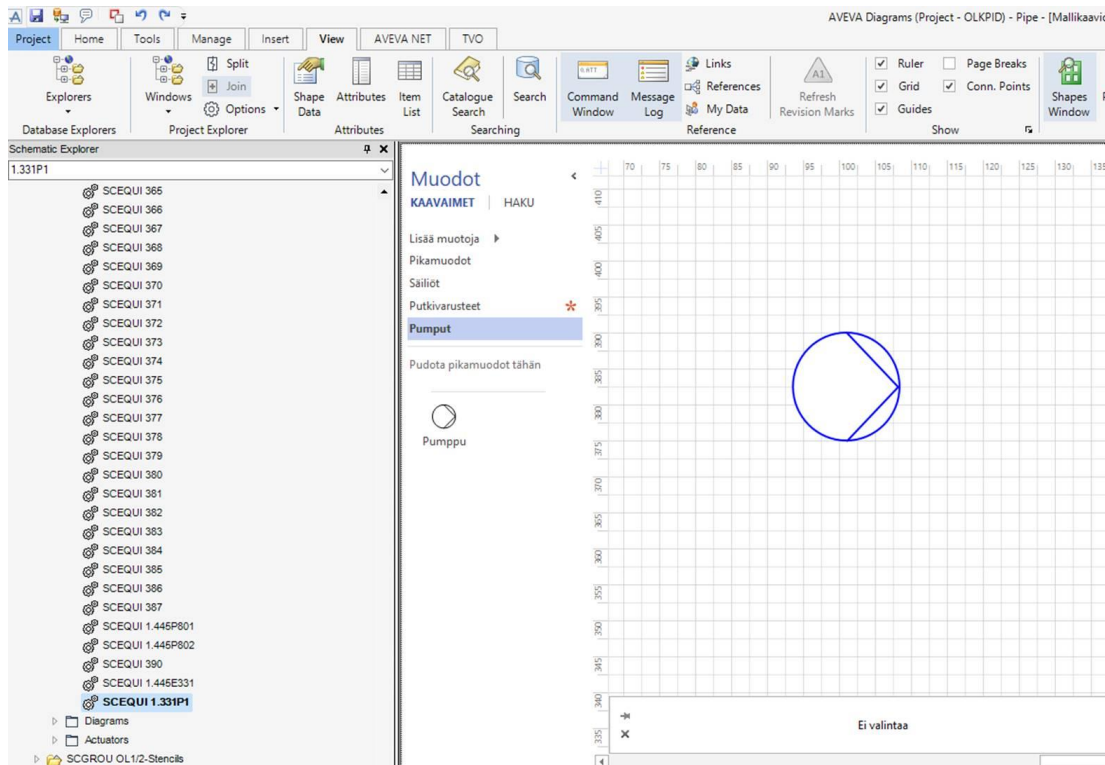 AVEVA Diagrams (Project - OLKPID) - Pipe - [Mallikaavio
Project Home Tools Manage Insert View AVEVA NET TVO
Explorers
Database Explorers
Windows
Split
Join
Options
Project Explorer
Shape Data
Attributes
Item List
Attributes
Catalogue Search
Search
Searching
Command Window
Message Log
Links
References
My Data
Reference
A1
Refresh Revision Marks
Ruler
Grid
Guides
Page Breaks
Conn. Points
Show
Shapes Window
Schematic Explorer
1.331P1
SCEQUI 365
SCEQUI 366
SCEQUI 367
SCEQUI 368
SCEQUI 369
SCEQUI 370
SCEQUI 371
SCEQUI 372
SCEQUI 373
SCEQUI 374
SCEQUI 375
SCEQUI 376
SCEQUI 377
SCEQUI 378
SCEQUI 379
SCEQUI 380
SCEQUI 381
SCEQUI 382
SCEQUI 383
SCEQUI 384
SCEQUI 385
SCEQUI 386
SCEQUI 387
SCEQUI 1.445P801
SCEQUI 1.445P802
SCEQUI 390
SCEQUI 1.445E331
SCEQUI 1.331P1
Diagrams
Actuators
SCGROU OL1/2-Stencils
Muodot
KAAVAIMET | HAKU
Lisää muotoja
Pikamuodot
Säiliöt
Putkivarusteet
Pumput
Pudota pikamuodot tähän
Pumppu
70 75 80 85 90 95 100 105 110 115 120 125 130 135
410
405
400
395
390
385
380
375
370
365
360
355
350
345
340
335
Ei valintaa